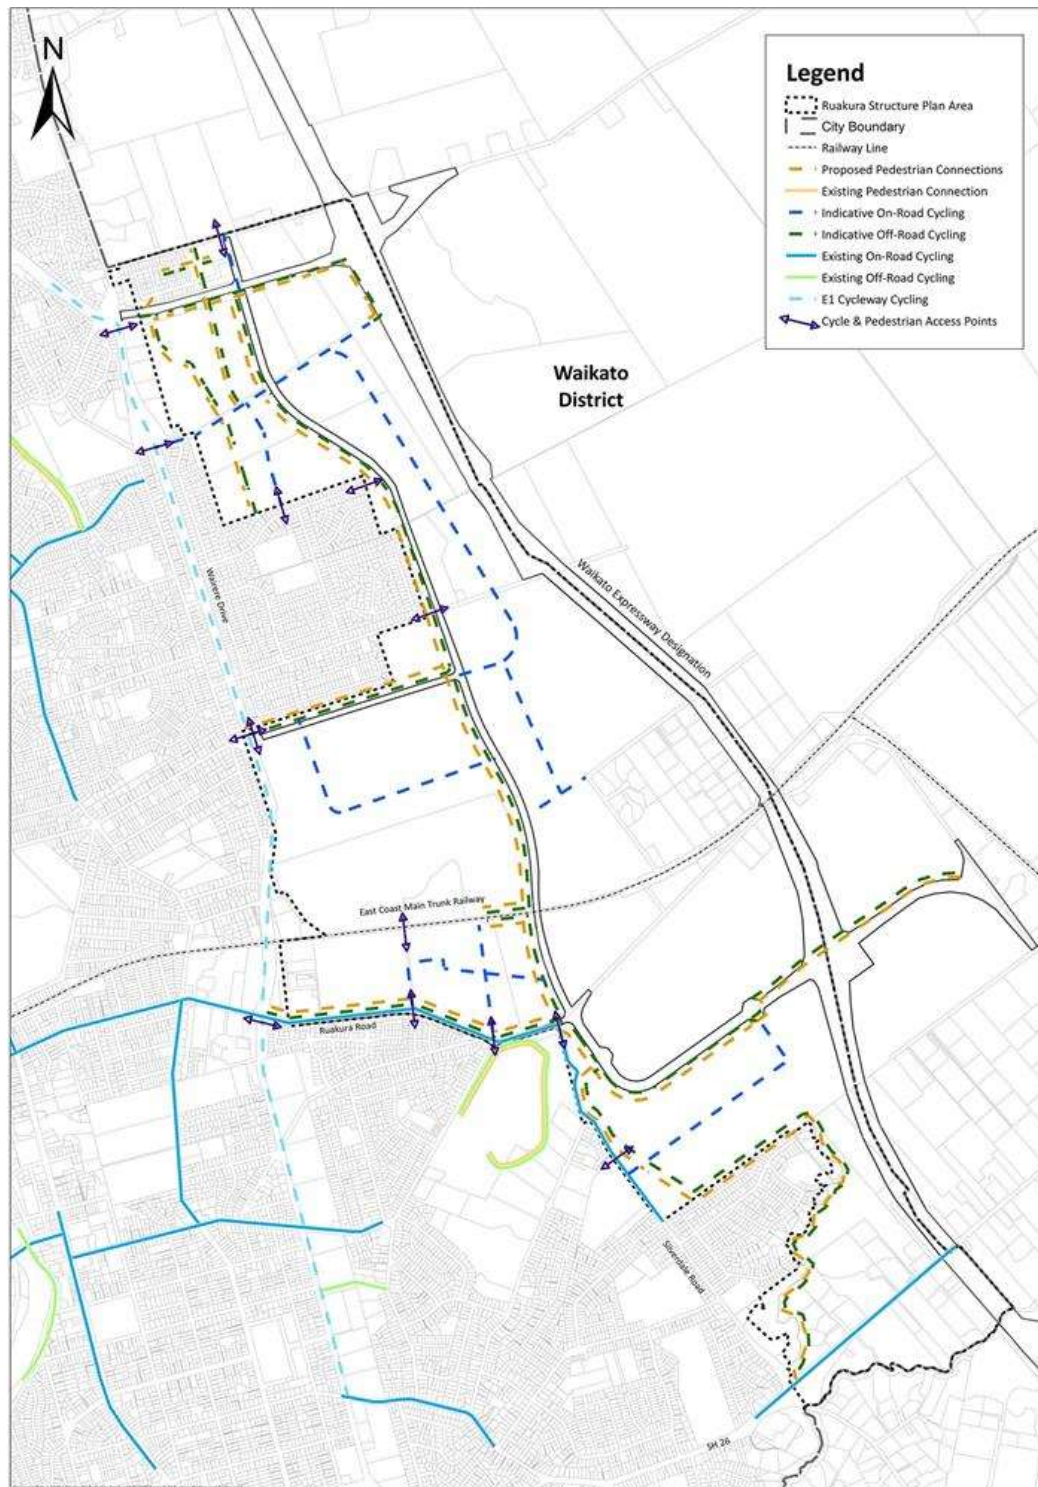 N
Legend
Ruakura Structure Plan Area
City Boundary
Railway Line
Proposed Pedestrian Connections
Existing Pedestrian Connection
Indicative On-Road Cycling
Indicative Off-Road Cycling
Existing On-Road Cycling
Existing Off-Road Cycling
E1 Cycleway Cycling
Cycle & Pedestrian Access Points
Waikato
District
Wairere Drive
Waikato Expressway Designation
East Coast Main Trunk Railway
Ruakura Road
Silverdale Road
SH 26